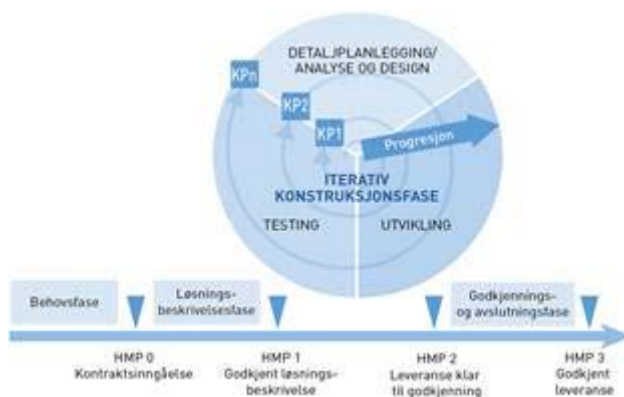 DETALJPLANLEGGING/
ANALYSE OG DESIGN
KPn
KP2
KP1
Progresjon
ITERATIV
KONSTRUKSJONSFASE
TESTING
UTVIKLING
Behovsfase
Løsnings-
beskrivelsesfase
Godkjennings-
og avslutningsfase
HMP 0
Kontraktsinngåelse
HMP 1
Godkjent løsnings-
beskrivelse
HMP 2
Leveranse klar
til godkjenning
HMP 3
Godkjent
leveranse